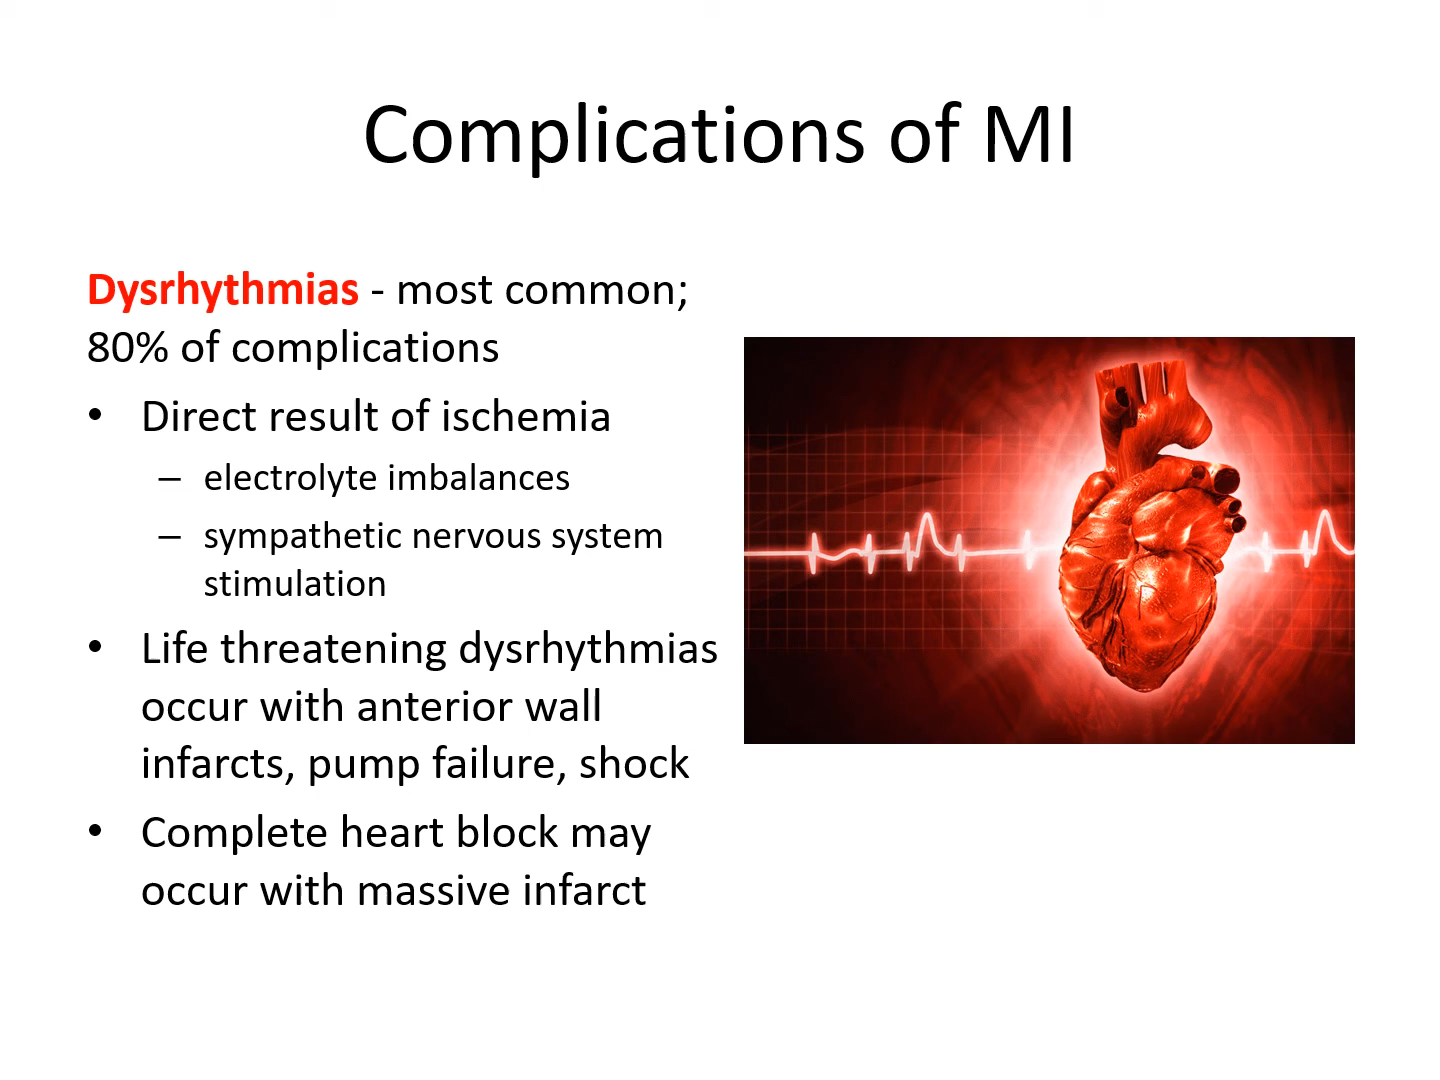 Complications of MI
Dysrhythmias - most common;
80% of complications
• Direct result of ischemia
– electrolyte imbalances
– sympathetic nervous system
stimulation
• Life threatening dysrhythmias
occur with anterior wall
infarcts, pump failure, shock
• Complete heart block may
occur with massive infarct